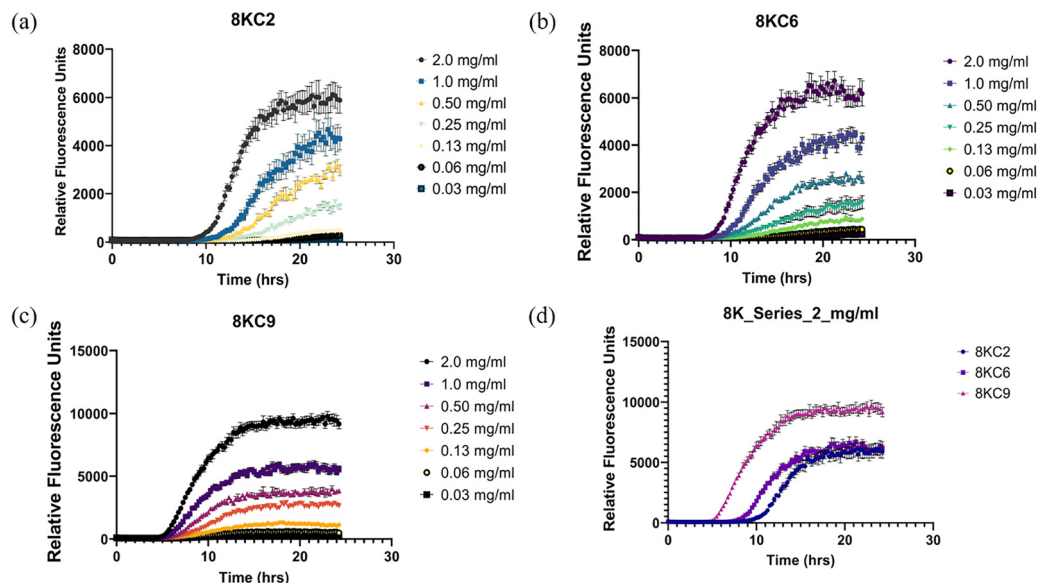 (a)
8KC2
Relative Fluorescence Units
8000
6000
4000
2000
0
0
10
20
30
Time (hrs)
2.0 mg/ml
1.0 mg/ml
0.50 mg/ml
0.25 mg/ml
0.13 mg/ml
0.06 mg/ml
0.03 mg/ml
(b)
8KC6
Relative Fluorescence Units
8000
6000
4000
2000
0
0
10
20
30
Time (hrs)
2.0 mg/ml
1.0 mg/ml
0.50 mg/ml
0.25 mg/ml
0.13 mg/ml
0.06 mg/ml
0.03 mg/ml
(c)
8KC9
Relative Fluorescence Units
15000
10000
5000
0
0
10
20
30
Time (hrs)
2.0 mg/ml
1.0 mg/ml
0.50 mg/ml
0.25 mg/ml
0.13 mg/ml
0.06 mg/ml
0.03 mg/ml
(d)
8K_Series_2_mg/ml
Relative Fluorescence Units
15000
10000
5000
0
0
10
20
30
Time (hrs)
8KC2
8KC6
8KC9